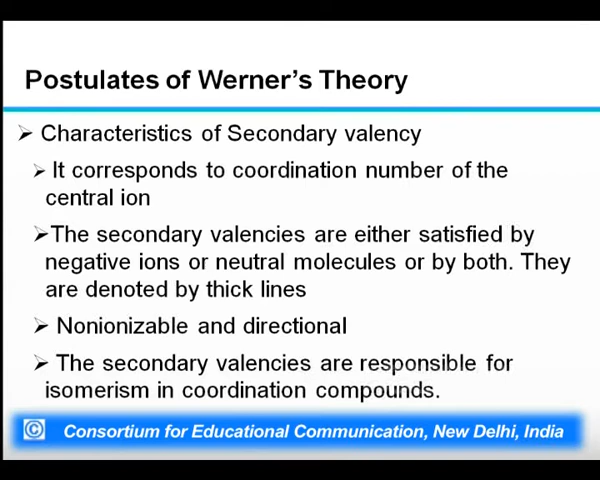 Postulates of Werner's Theory
➢ Characteristics of Secondary valency
➢ It corresponds to coordination number of the
central ion
➢The secondary valencies are either satisfied by
negative ions or neutral molecules or by both. They
are denoted by thick lines
➢ Nonionizable and directional
➢ The secondary valencies are responsible for
isomerism in coordination compounds.
© Consortium for Educational Communication, New Delhi, India